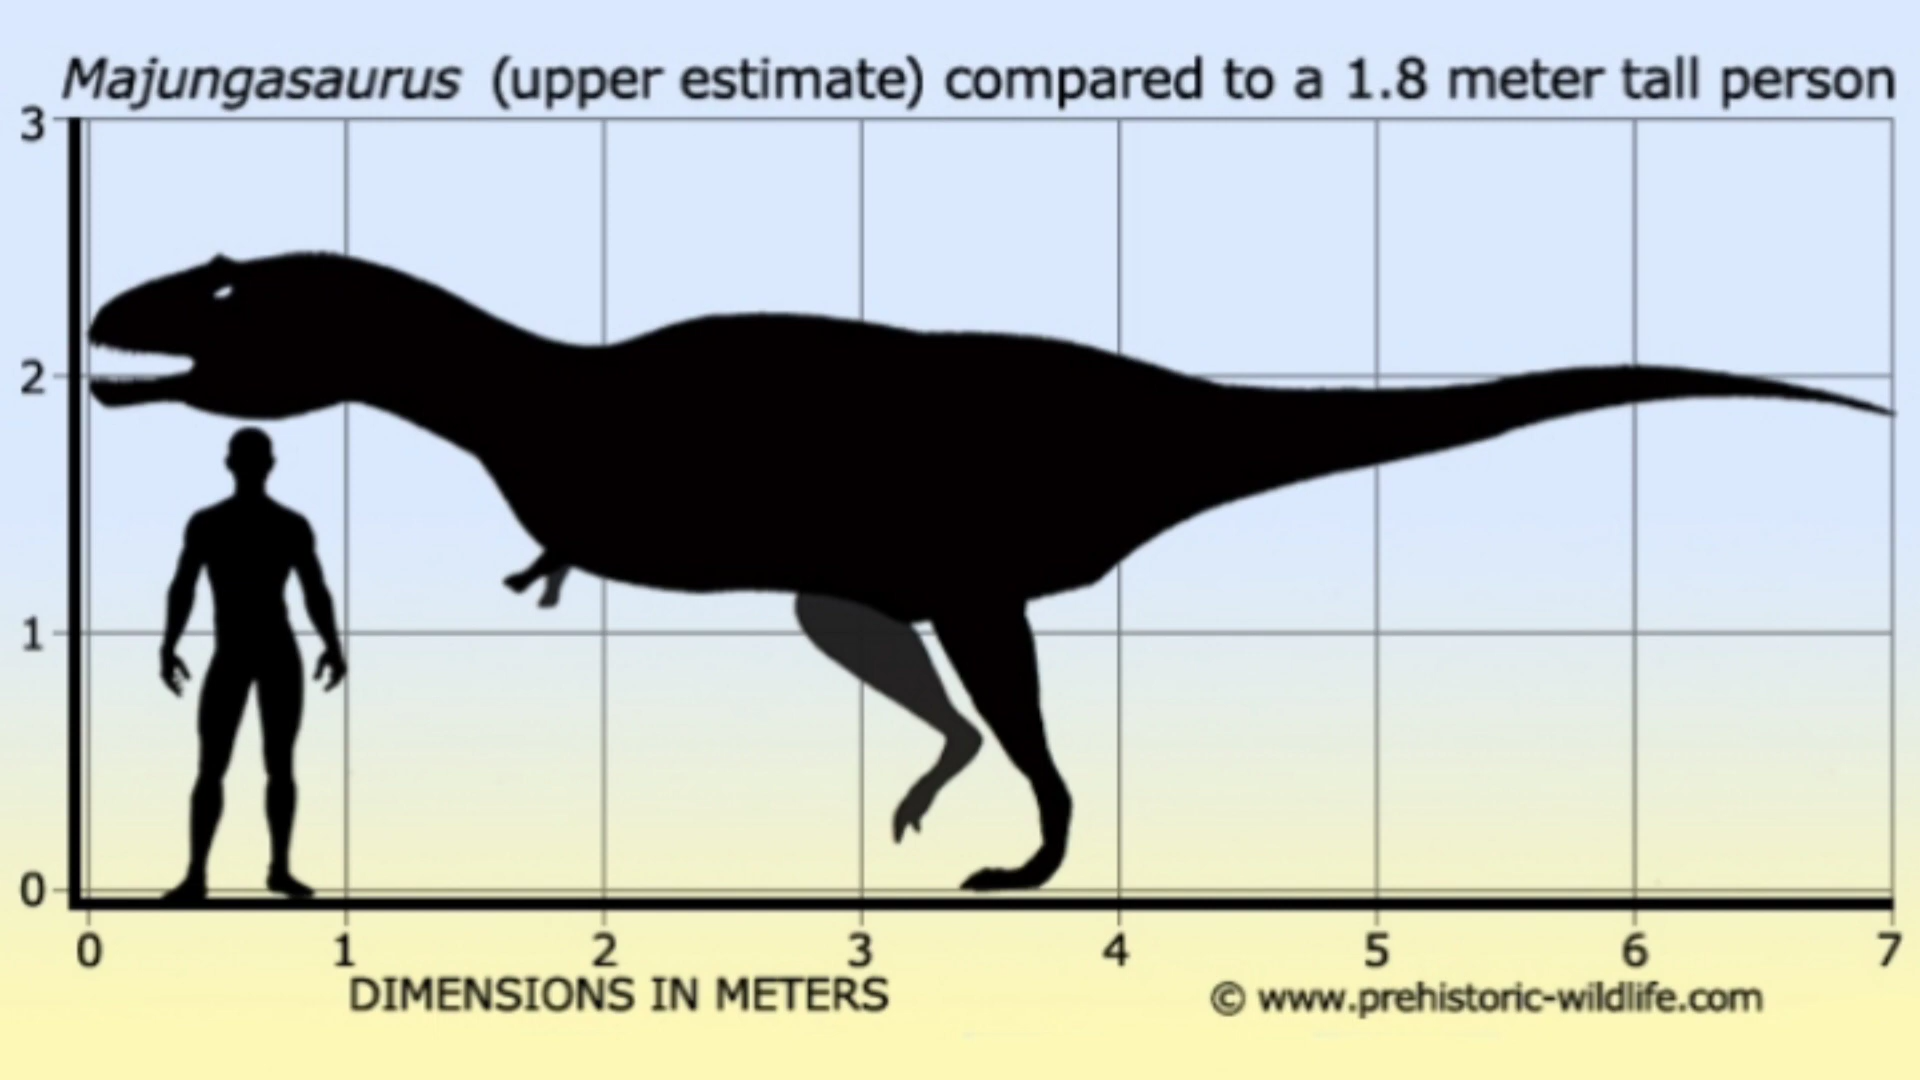 Majungasaurus (upper estimate) compared to a 1.8 meter tall person
3
2
1
0
0 1 2 3 4 5 6 7
DIMENSIONS IN METERS
© www.prehistoric-wildlife.com